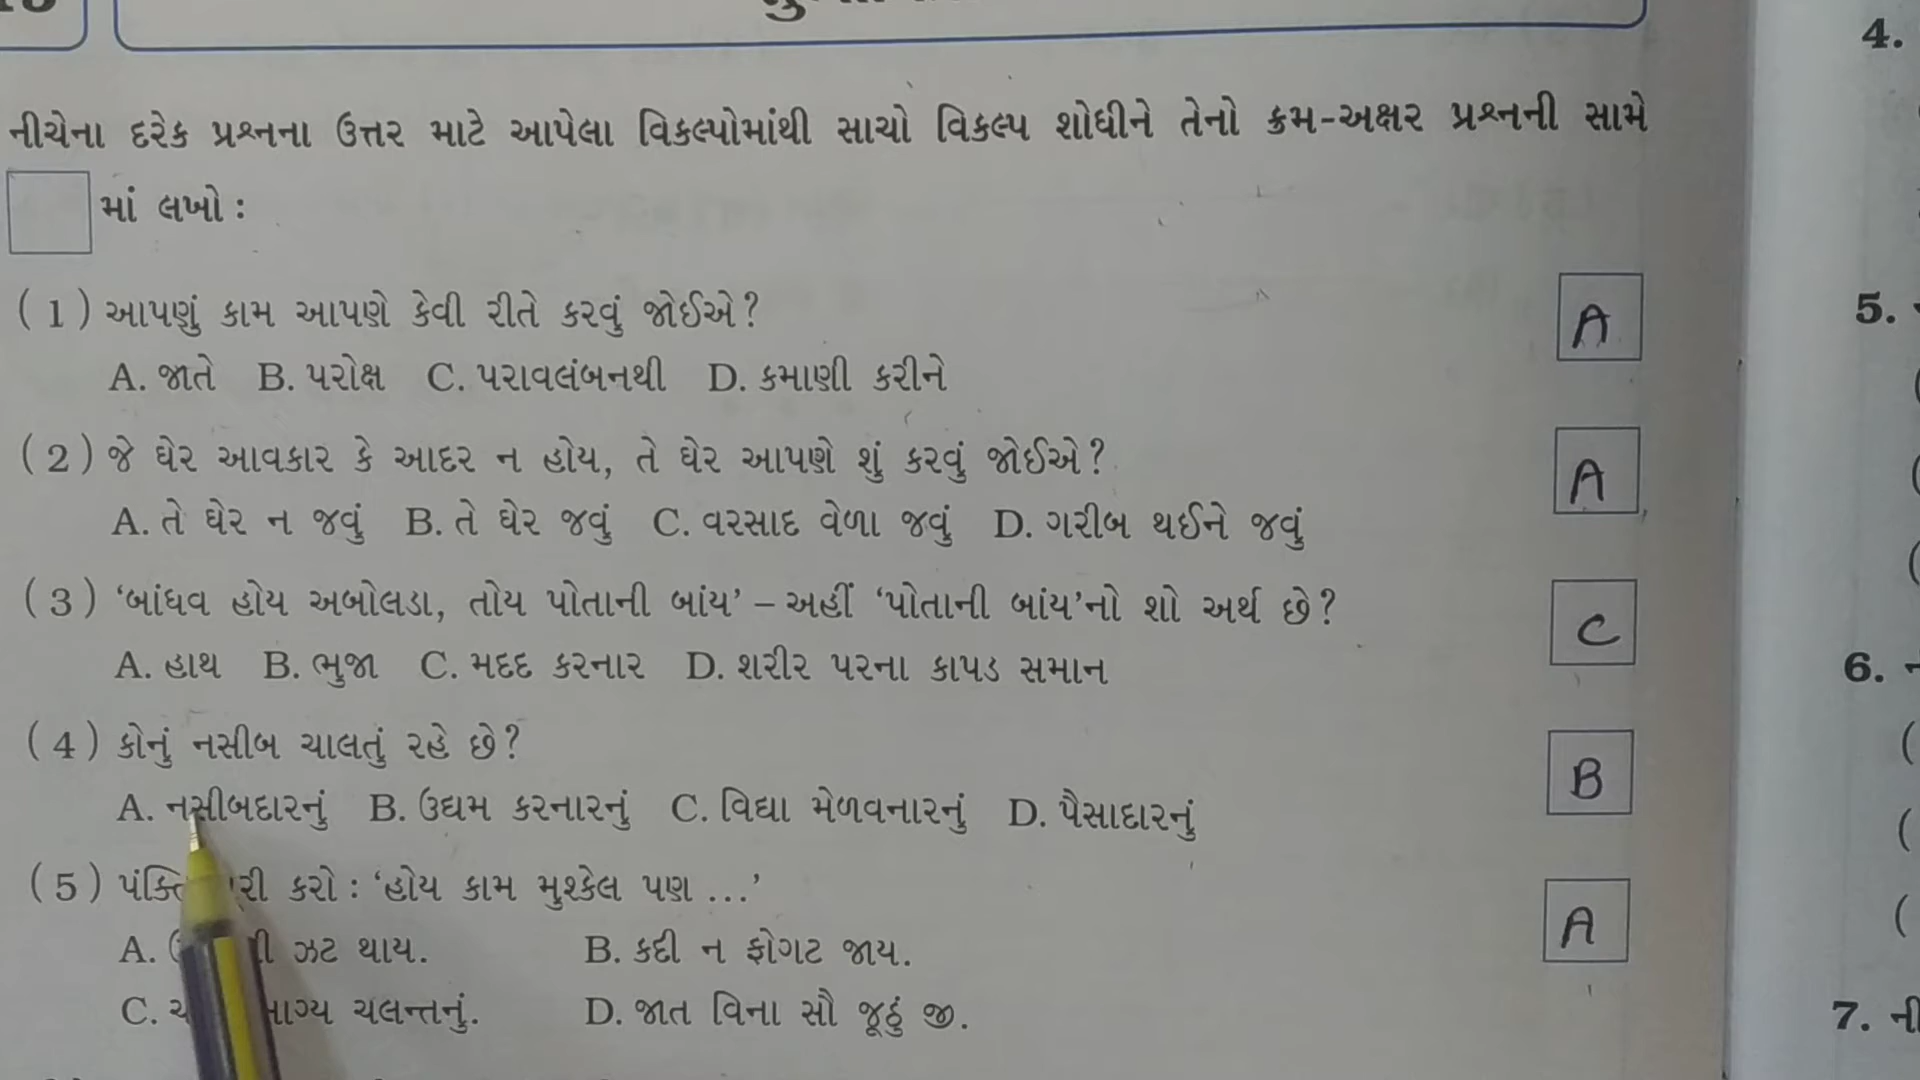 નીચેના દરેક પ્રશ્નના ઉત્તર માટે આપેલા વિકલ્પોમાંથી સાચો વિકલ્પ શોધીને તેનો ક્રમ-અક્ષર પ્રશ્નની સામે
માં લખો :
( 1 ) આપણું કામ આપણે કેવી રીતે કરવું જોઈએ? A
A. જાતે B. પરોક્ષ C. પરાવલંબનથી D. કમાણી કરીને
( 2 ) જે ઘેર આવકાર કે આદર ન હોય, તે ઘેર આપણે શું કરવું જોઈએ? A
A. તે ઘેર ન જવું B. તે ઘેર જવું C. વરસાદ વેળા જવું D. ગરીબ થઈને જવું
( 3 ) ‘બાંધવ હોય અબોલડા, તોય પોતાની બાંય’ – અહીં ‘પોતાની બાંય’નો શો અર્થ છે? C
A. હાથ B. ભુજા C. મદદ કરનાર D. શરીર પરના કાપડ સમાન
( 4 ) કોનું નસીબ ચાલતું રહે છે? B
A. નસીબદારનું B. ઉદ્યમ કરનારનું C. વિદ્યા મેળવનારનું D. પૈસાદારનું
( 5 ) કરો : ‘હોય કામ મુશ્કેલ પણ ...’ A
A. ઝટ થાય. B. કદી ન ફોગટ જાય.
C. ચલન્તનું. D. જાત વિના સૌ જૂઠું જી.
4.
5.
6.
7.